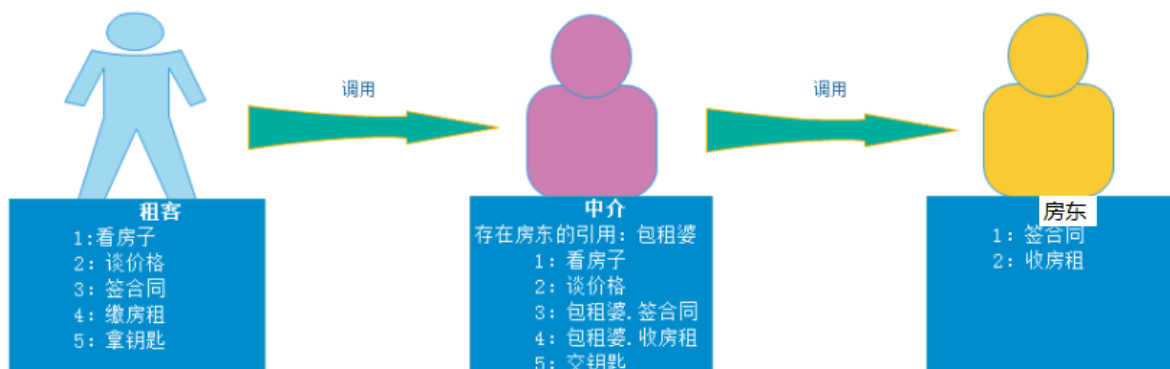 调用
调用
租客
1:看房子
2: 谈价格
3: 签合同
4: 缴房租
5: 拿钥匙
中介
存在房东的引用: 包租婆
1: 看房子
2: 谈价格
3: 包租婆.签合同
4: 包租婆.收房租
5: 交钥匙
房东
1: 签合同
2: 收房租